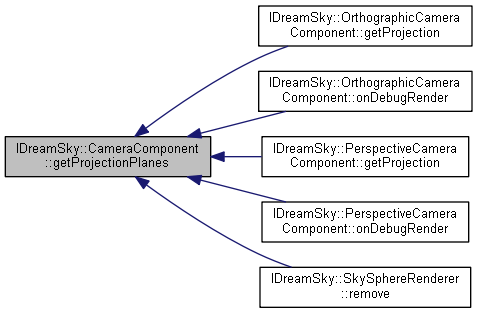 IDreamSky::OrthographicCamera
Component::getProjection
IDreamSky::OrthographicCamera
Component::onDebugRender
IDreamSky::CameraComponent
::getProjectionPlanes
IDreamSky::PerspectiveCamera
Component::getProjection
IDreamSky::PerspectiveCamera
Component::onDebugRender
IDreamSky::SkySphereRenderer
::remove